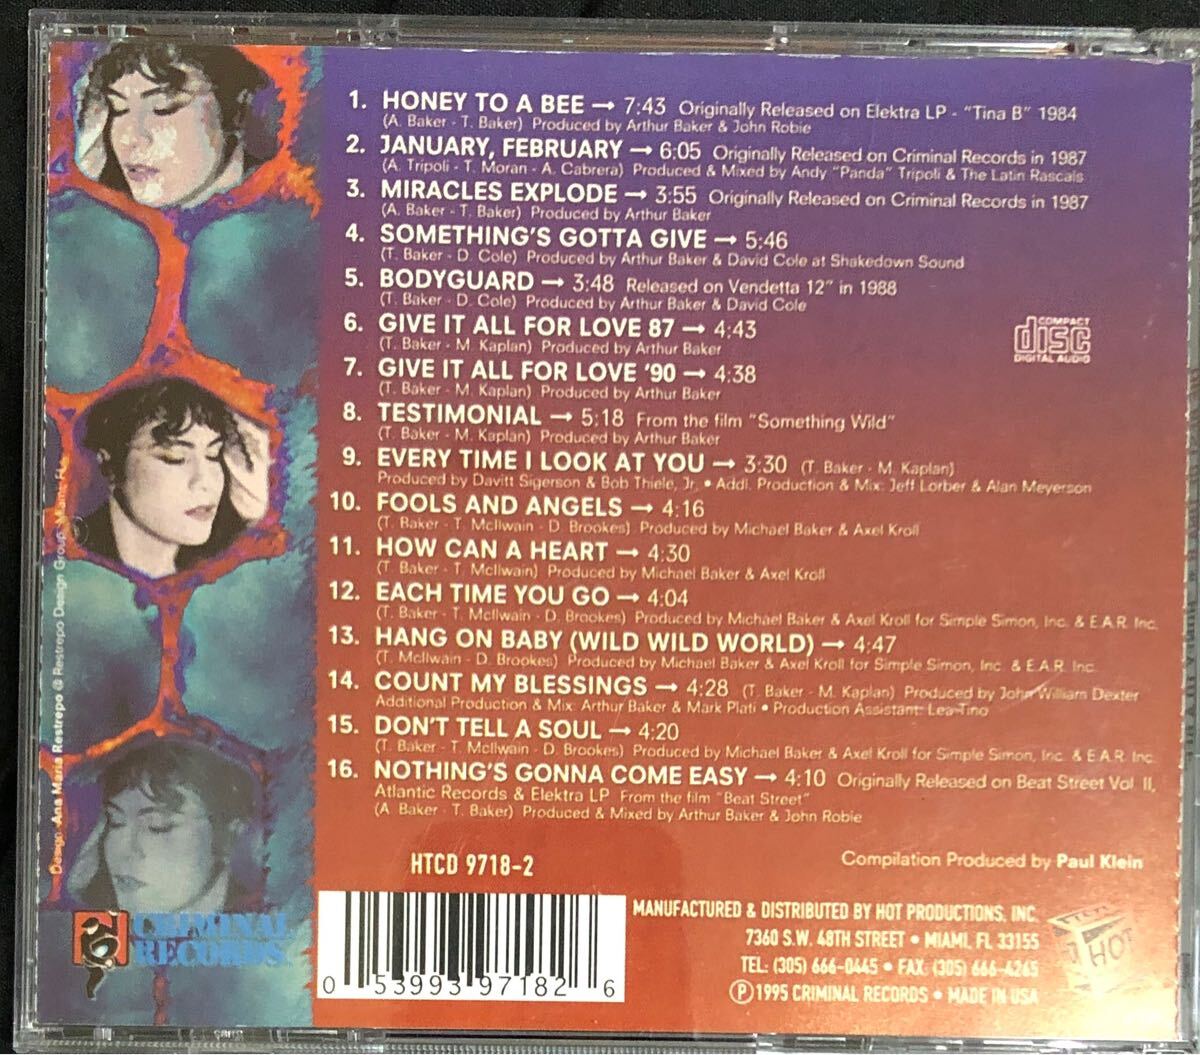 1. HONEY TO A BEE → 7:43 Originally Released on Elektra LP - "Tina B" 1984
(A. Baker - T. Baker) Produced by Arthur Baker & John Robie
2. JANUARY, FEBRUARY → 6:05 Originally Released on Criminal Records in 1987
(A. Tripoli - T. Moran - A. Cabrera) Produced & Mixed by Andy "Panda" Tripoli & The Latin Rascals
3. MIRACLES EXPLODE → 3:55 Originally Released on Criminal Records in 1987
(A. Baker - T. Baker) Produced by Arthur Baker
4. SOMETHING'S GOTTA GIVE → 5:46
(T. Baker - D. Cole) Produced by Arthur Baker & David Cole at Shakedown Sound
5. BODYGUARD → 3:48 Released on Vendetta 12" in 1988
(T. Baker - D. Cole) Produced by Arthur Baker & David Cole
6. GIVE IT ALL FOR LOVE 87 → 4:43
(T. Baker - M. Kaplan) Produced by Arthur Baker
7. GIVE IT ALL FOR LOVE '90 → 4:38
(T. Baker - M. Kaplan) Produced by Arthur Baker
8. TESTIMONIAL → 5:18 From the film "Something Wild"
(T. Baker - M. Kaplan) Produced by Arthur Baker
9. EVERY TIME I LOOK AT YOU → 3:30 (T. Baker - M. Kaplan)
Produced by Davitt Sigerson & Bob Thiele, Jr. • Addl. Production & Mix: Jeff Lorber & Alan Meyerson
10. FOOLS AND ANGELS → 4:16
(T. Baker - T. McIlwain - D. Brookes) Produced by Michael Baker & Axel Kroll
11. HOW CAN A HEART → 4:30
(T. Baker - T. McIlwain) Produced by Michael Baker & Axel Kroll
12. EACH TIME YOU GO → 4:04
(T. Baker - T. McIlwain - D. Brookes) Produced by Michael Baker & Axel Kroll for Simple Simon, Inc. & E.A.R. Inc.
13. HANG ON BABY (WILD WILD WORLD) → 4:47
(T. McIlwain - D. Brookes) Produced by Michael Baker & Axel Kroll for Simple Simon, Inc. & E.A.R. Inc.
14. COUNT MY BLESSINGS → 4:28 (T. Baker - M. Kaplan) Produced by John William Dexter
Additional Production & Mix: Arthur Baker & Mark Plati • Production Assistant: Lea Tino
15. DON'T TELL A SOUL → 4:20
(T. Baker - T. McIlwain - D. Brookes) Produced by Michael Baker & Axel Kroll for Simple Simon, Inc. & E.A.R. Inc.
16. NOTHING'S GONNA COME EASY → 4:10 Originally Released on Beat Street Vol II,
Atlantic Records & Elektra LP From the film "Beat Street"
(A. Baker - T. Baker) Produced & Mixed by Arthur Baker & John Robie
COMPACT
disc
DIGITAL AUDIO
HTCD 9718-2
Compilation Produced by Paul Klein
MANUFACTURED & DISTRIBUTED BY HOT PRODUCTIONS, INC.
7360 S.W. 48TH STREET • MIAMI, FL 33155
TEL: (305) 666-0445 • FAX. (305) 666-4265
Ⓟ 1995 CRIMINAL RECORDS • MADE IN USA
HOT
0 53993 97182 6
CRIMINAL
RECORDS
Design Ana Maria Restrepo @ Restrepo Design Group, Miami, FL